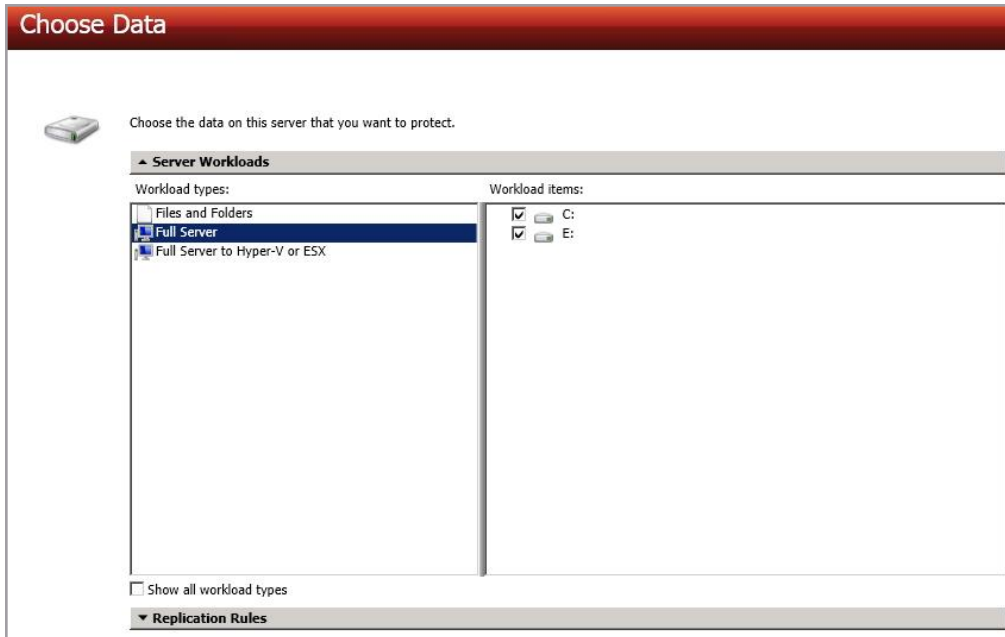 Choose Data
Choose the data on this server that you want to protect.
Server Workloads
Workload types:
Workload items:
Files and Folders
Full Server
Full Server to Hyper-V or ESX
C:
E:
Show all workload types
Replication Rules